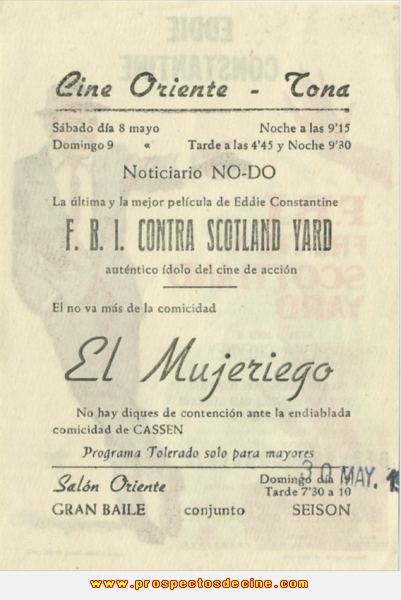 Cine Oriente - Tona
Sábado día 8 mayo Noche a las 9'15
Domingo 9 « Tarde a las 4'45 y Noche 9'30
Noticiario NO-DO
La última y la mejor película de Eddie Constantine
F. B. I. CONTRA SCOTLAND YARD
auténtico ídolo del cine de acción
El no va más de la comicidad
El Mujeriego
No hay diques de contención ante la endiablada
comicidad de CASSEN
Programa Tolerado solo para mayores
30 MAY. 19
Salón Oriente Domingo día 9
Tarde 7'30 a 10
GRAN BAILE conjunto SEISON
www.prospectosdecine.com